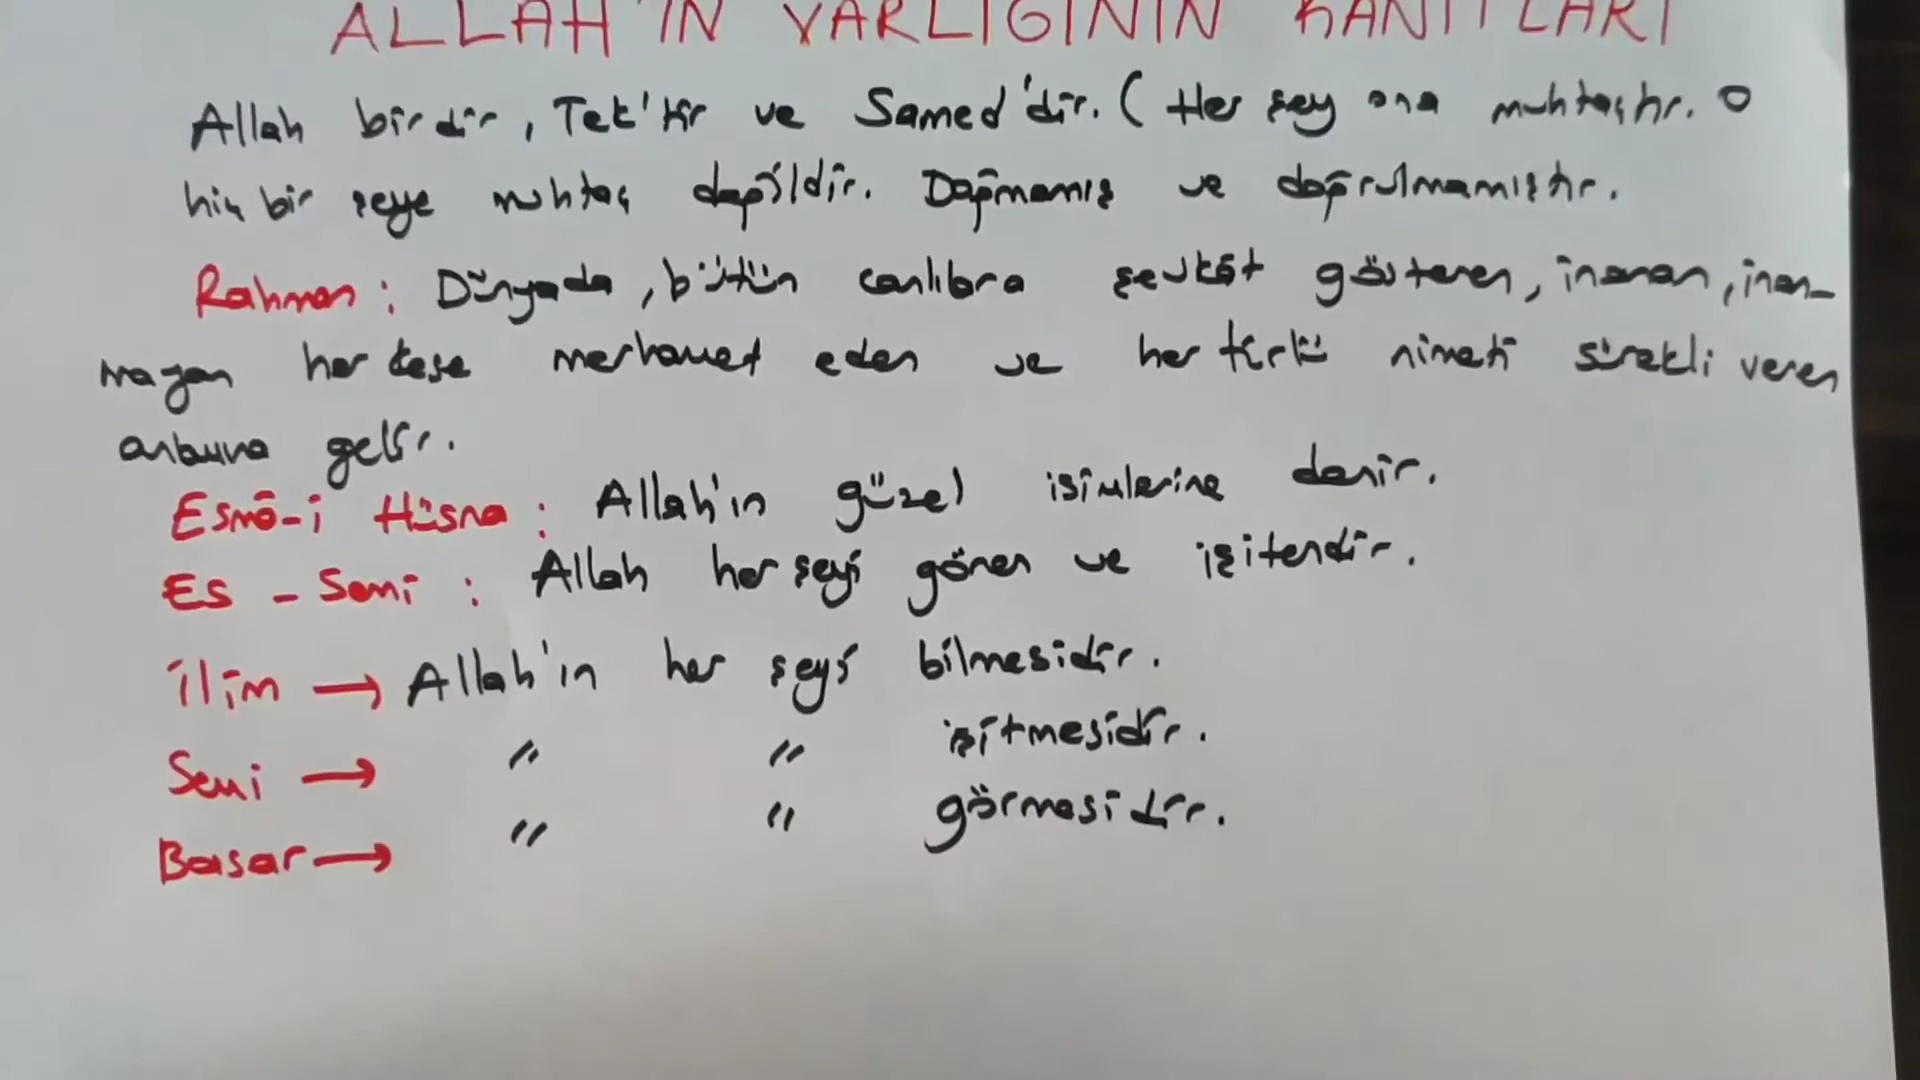 ALLAH'IN VARLIĞININ KANITLARI
Allah birdir, Tek'tir ve Samed'dir. ( Her şey ona muhtaçtır. O
hiç bir şeye muhtaç değildir. Doğmamış ve doğrulmamıştır.
Rahman : Dünyada, bütün canlılara şevkât gösteren, inanan, inan-
mayan herkese merhamet eden ve her türlü nimeti sürekli veren
anlamına gelir.
Esmâ-i Hüsna : Allah'ın güzel isimlerine denir.
ES - Semi : Allah her şeyi gören ve işitendir.
İlim → Allah'ın her şeyi bilmesidir.
Semi → " " işitmesidir.
Basar → " " görmesidir.